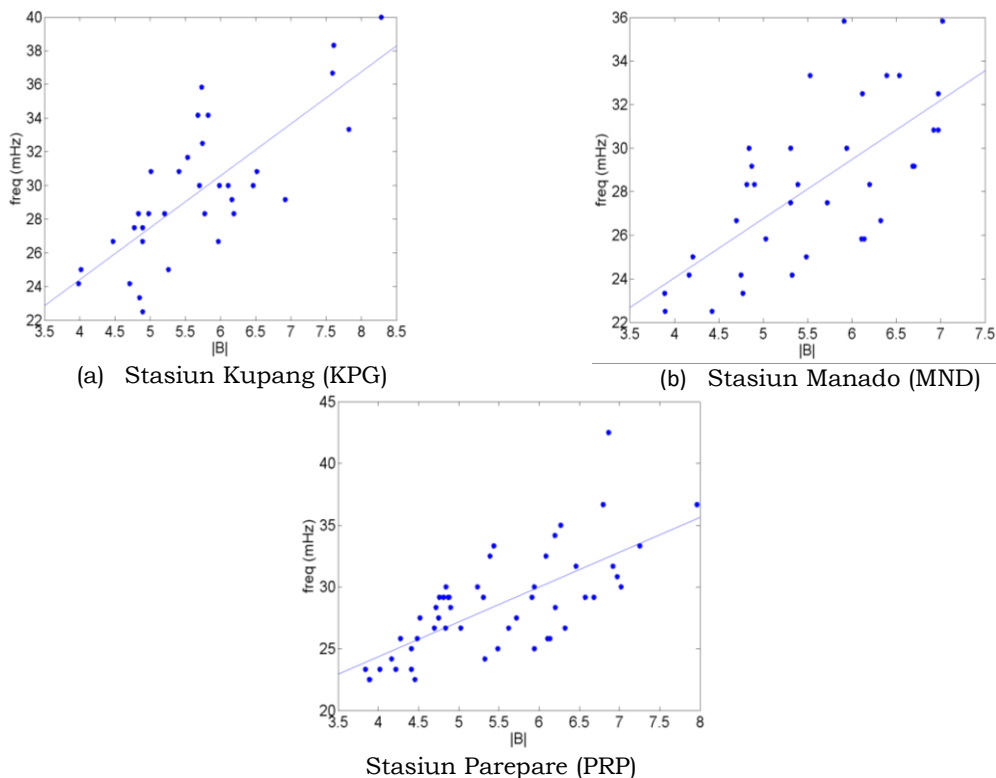 40
38
36
34
32
30
28
26
24
22
freq (mHz)
3.5 4 4.5 5 5.5 6 6.5 7 7.5 8 8.5
|B|
(a) Stasiun Kupang (KPG)
36
34
32
30
28
26
24
22
freq (mHz)
3.5 4 4.5 5 5.5 6 6.5 7 7.5
|B|
(b) Stasiun Manado (MND)
45
40
35
30
25
20
freq (mHz)
3.5 4 4.5 5 5.5 6 6.5 7 7.5 8
|B|
Stasiun Parepare (PRP)